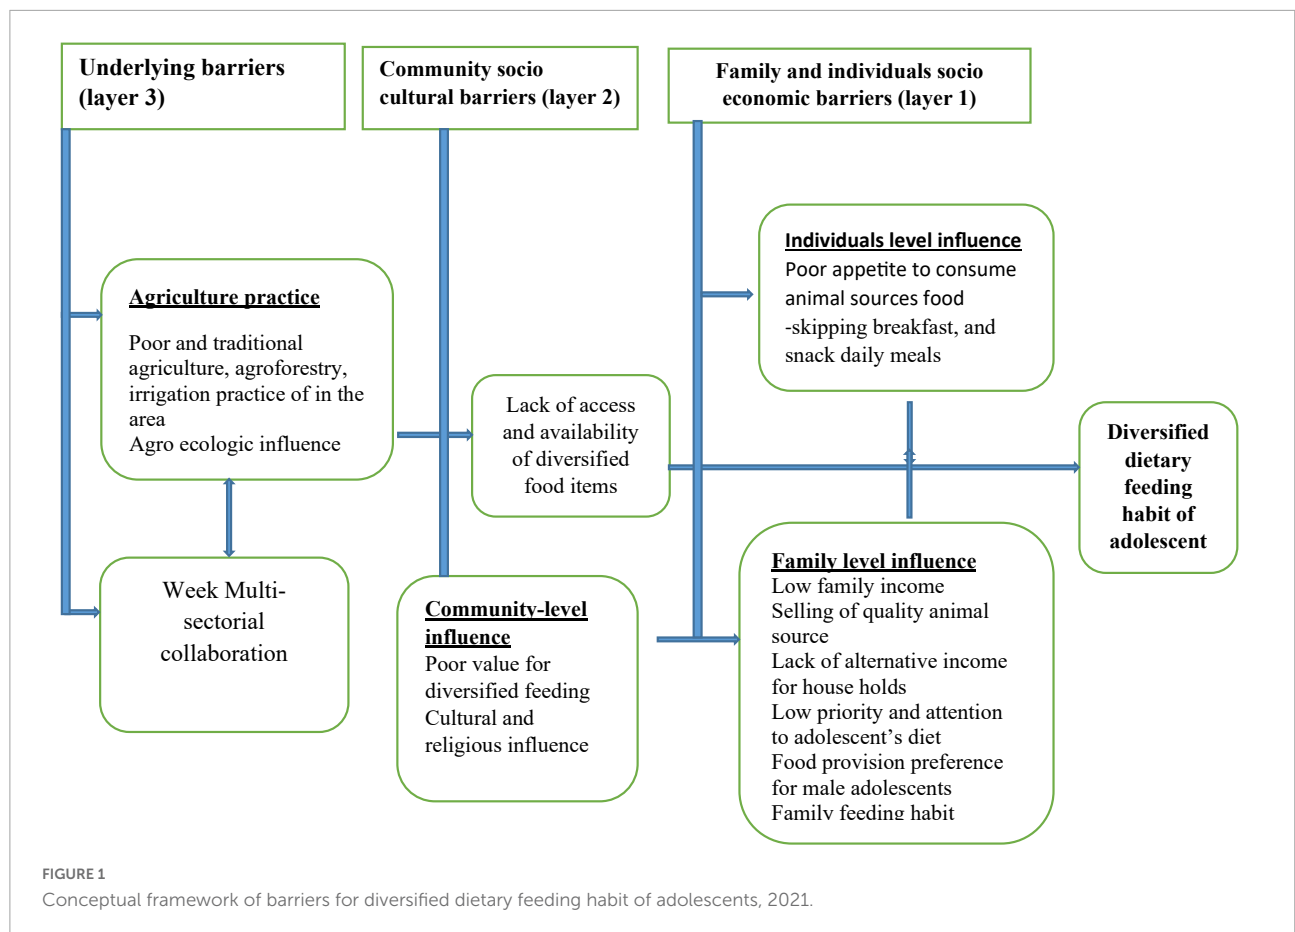 Underlying barriers
(layer 3)
Community socio
cultural barriers (layer 2)
Family and individuals socio
economic barriers (layer 1)
Agriculture practice
Poor and traditional
agriculture, agroforestry,
irrigation practice of in the
area
Agro ecologic influence
Week Multi-
sectorial
collaboration
Lack of access
and availability
of diversified
food items
Community-level
influence
Poor value for
diversified feeding
Cultural and
religious influence
Individuals level influence
Poor appetite to consume
animal sources food
-skipping breakfast, and
snack daily meals
Family level influence
Low family income
Selling of quality animal
source
Lack of alternative income
for house holds
Low priority and attention
to adolescent's diet
Food provision preference
for male adolescents
Family feeding habit
Diversified
dietary
feeding
habit of
adolescent
FIGURE 1
Conceptual framework of barriers for diversified dietary feeding habit of adolescents, 2021.